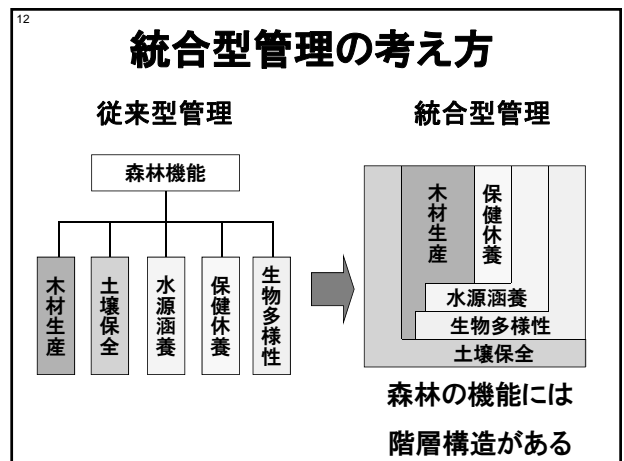 12
統合型管理の考え方
従来型管理
森林機能
木材生産
土壌保全
水源涵養
保健休養
生物多様性
統合型管理
木材生産
保健休養
水源涵養
生物多様性
土壌保全
森林の機能には
階層構造がある